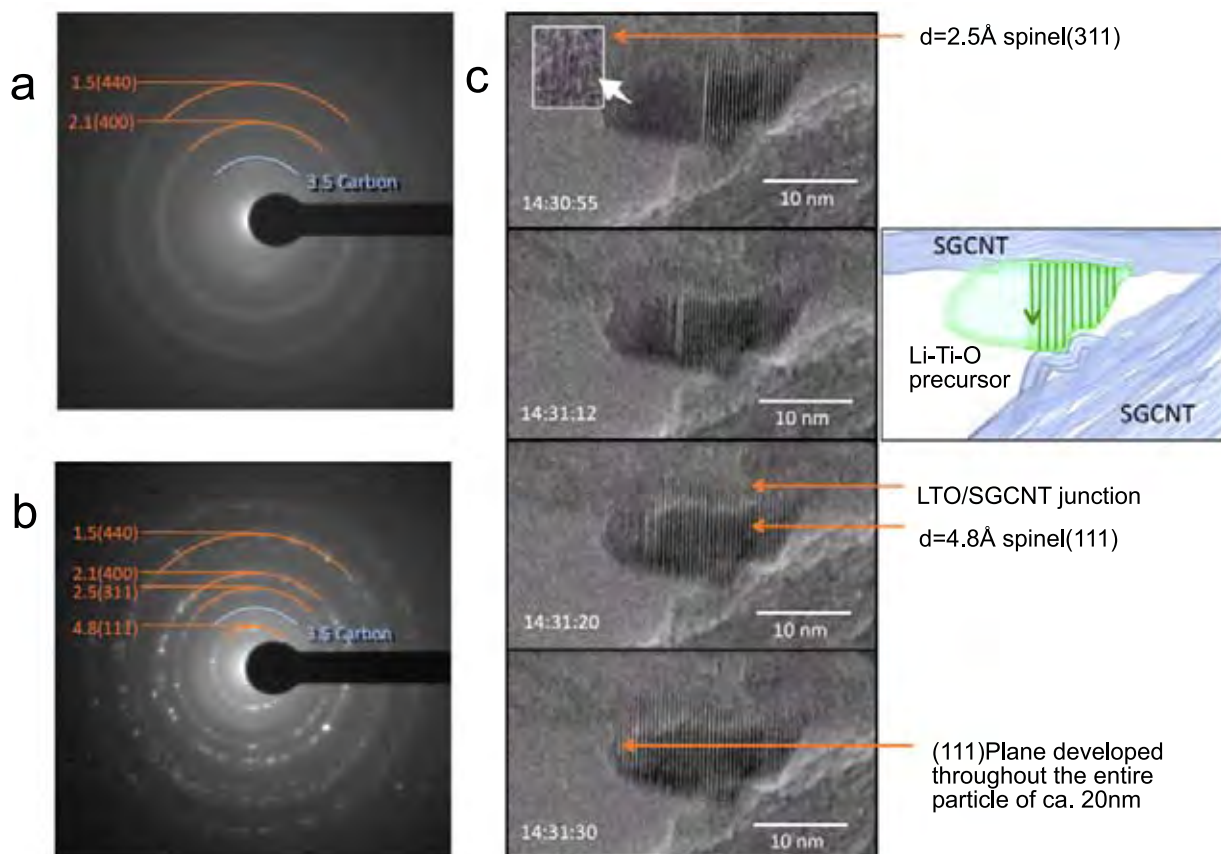 a
1.5(440)
2.1(400)
3.5 Carbon
b
1.5(440)
2.1(400)
2.5(311)
4.8(111)
3.5 Carbon
c
d=2.5Å spinel(311)
14:30:55
10 nm
14:31:12
10 nm
SGCNT
Li-Ti-O
precursor
SGCNT
LTO/SGCNT junction
d=4.8Å spinel(111)
14:31:20
10 nm
(111)Plane developed
throughout the entire
particle of ca. 20nm
14:31:30
10 nm